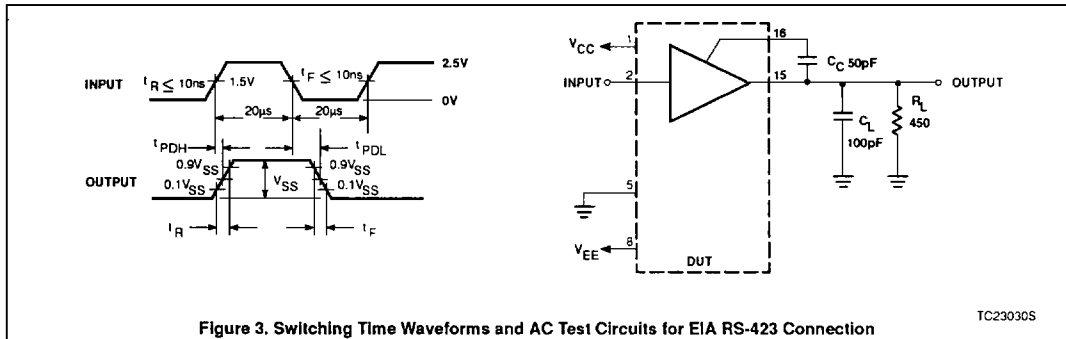 INPUT
tR ≤ 10ns
1.5V
tF ≤ 10ns
2.5V
0V
20µs
20µs
tPDH
tPDL
0.9VSS
0.9VSS
OUTPUT
0.1VSS
VSS
0.1VSS
tR
tF
VCC
1
16
CC 50pF
INPUT
2
15
OUTPUT
CL
100pF
RL
450
5
VEE
8
DUT
TC23030S
Figure 3. Switching Time Waveforms and AC Test Circuits for EIA RS-423 Connection